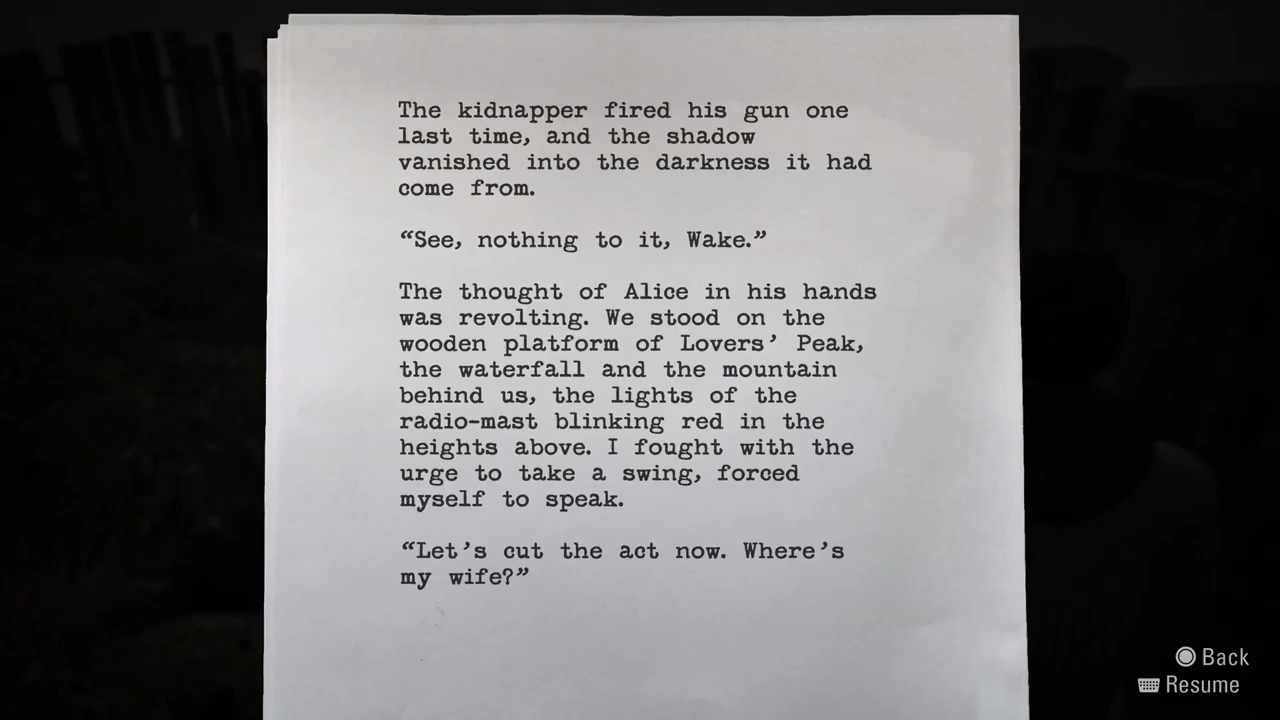 The kidnapper fired his gun one
last time, and the shadow
vanished into the darkness it had
come from.
“See, nothing to it, Wake.”
The thought of Alice in his hands
was revolting. We stood on the
wooden platform of Lovers’ Peak,
the waterfall and the mountain
behind us, the lights of the
radio-mast blinking red in the
heights above. I fought with the
urge to take a swing, forced
myself to speak.
“Let’s cut the act now. Where’s
my wife?”
Back
Resume